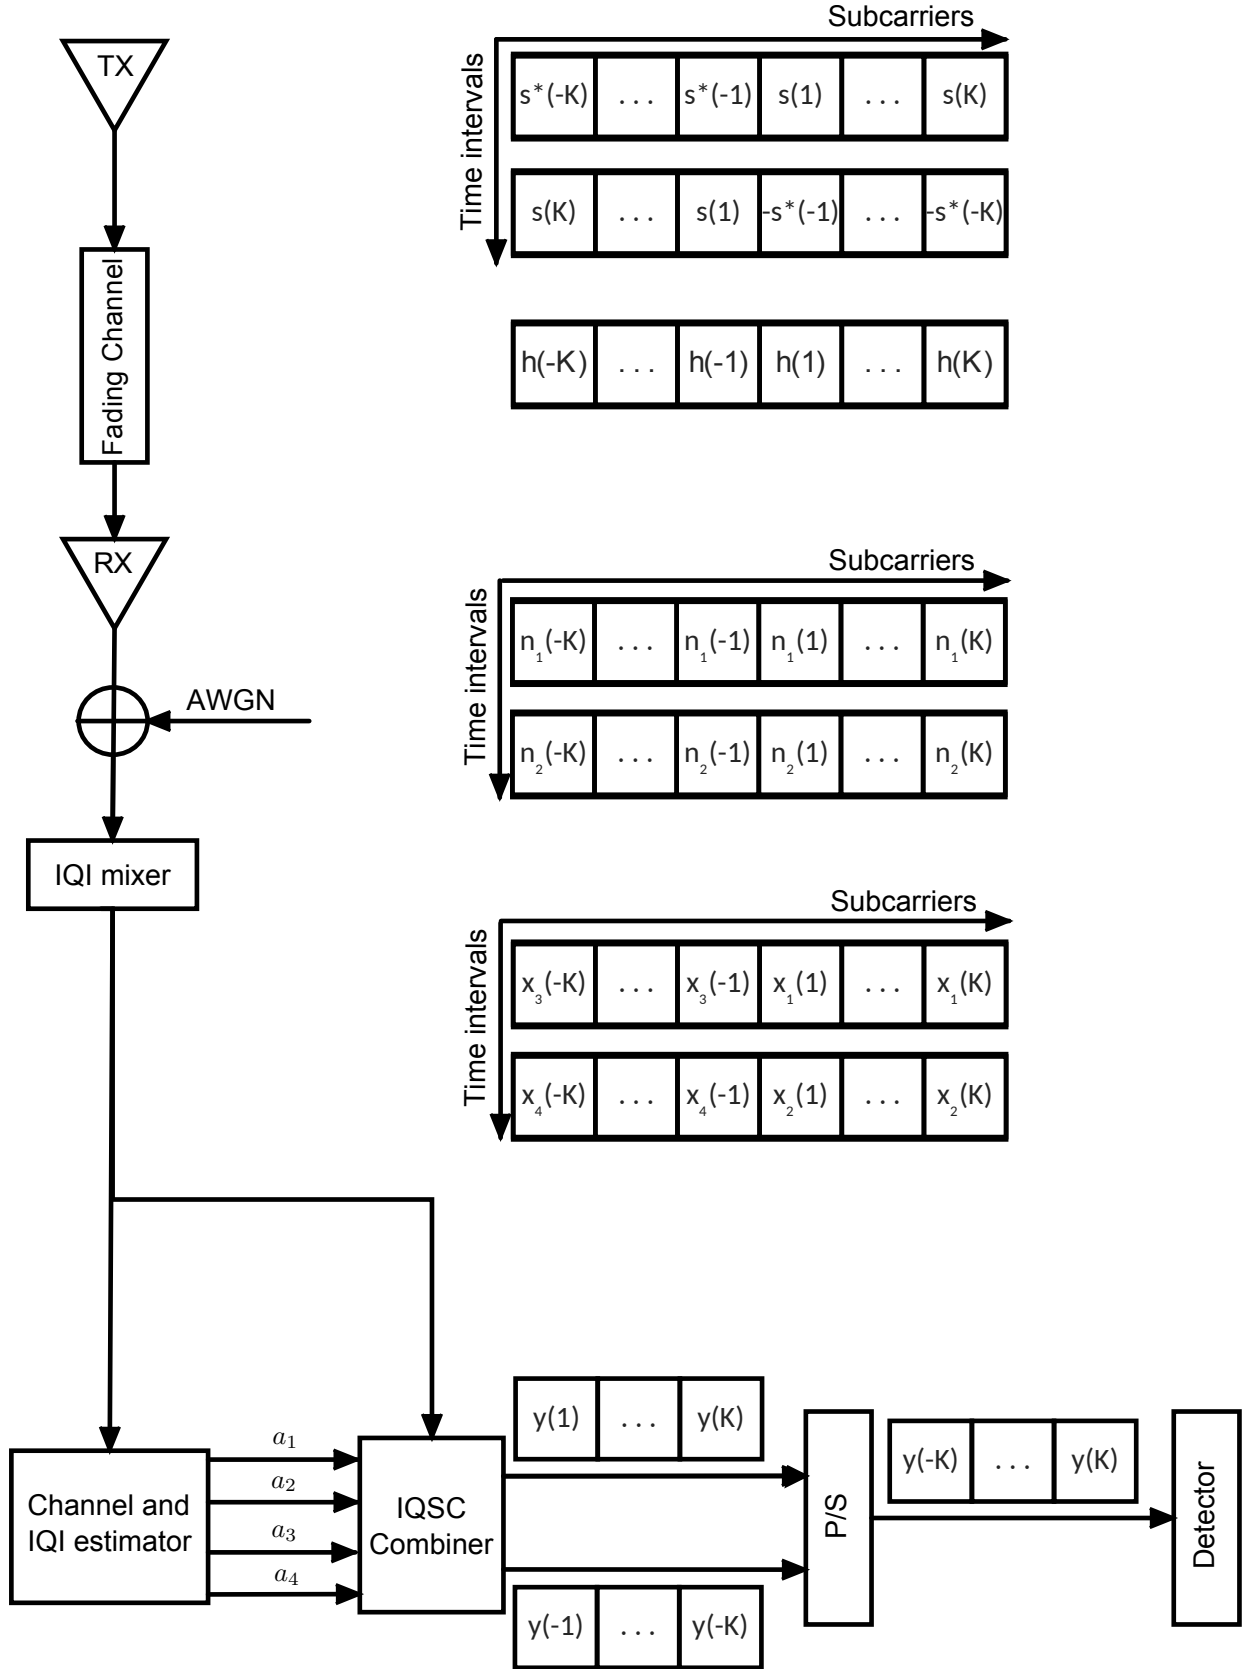 TX
Subcarriers
Time intervals
s*(-K) ... s*(-1) s(1) ... s(K)
s(K) ... s(1) -s*(-1) ... -s*(-K)
Fading Channel
h(-K) ... h(-1) h(1) ... h(K)
RX
Subcarriers
Time intervals
n₁(-K) ... n₁(-1) n₁(1) ... n₁(K)
AWGN
n₂(-K) ... n₂(-1) n₂(1) ... n₂(K)
IQI mixer
Subcarriers
Time intervals
x₃(-K) ... x₃(-1) x₁(1) ... x₁(K)
x₄(-K) ... x₄(-1) x₂(1) ... x₂(K)
Channel and
IQI estimator
a₁
a₂
a₃
a₄
IQSC
Combiner
y(1) ... y(K)
y(-1) ... y(-K)
P/S
y(-K) ... y(K)
Detector